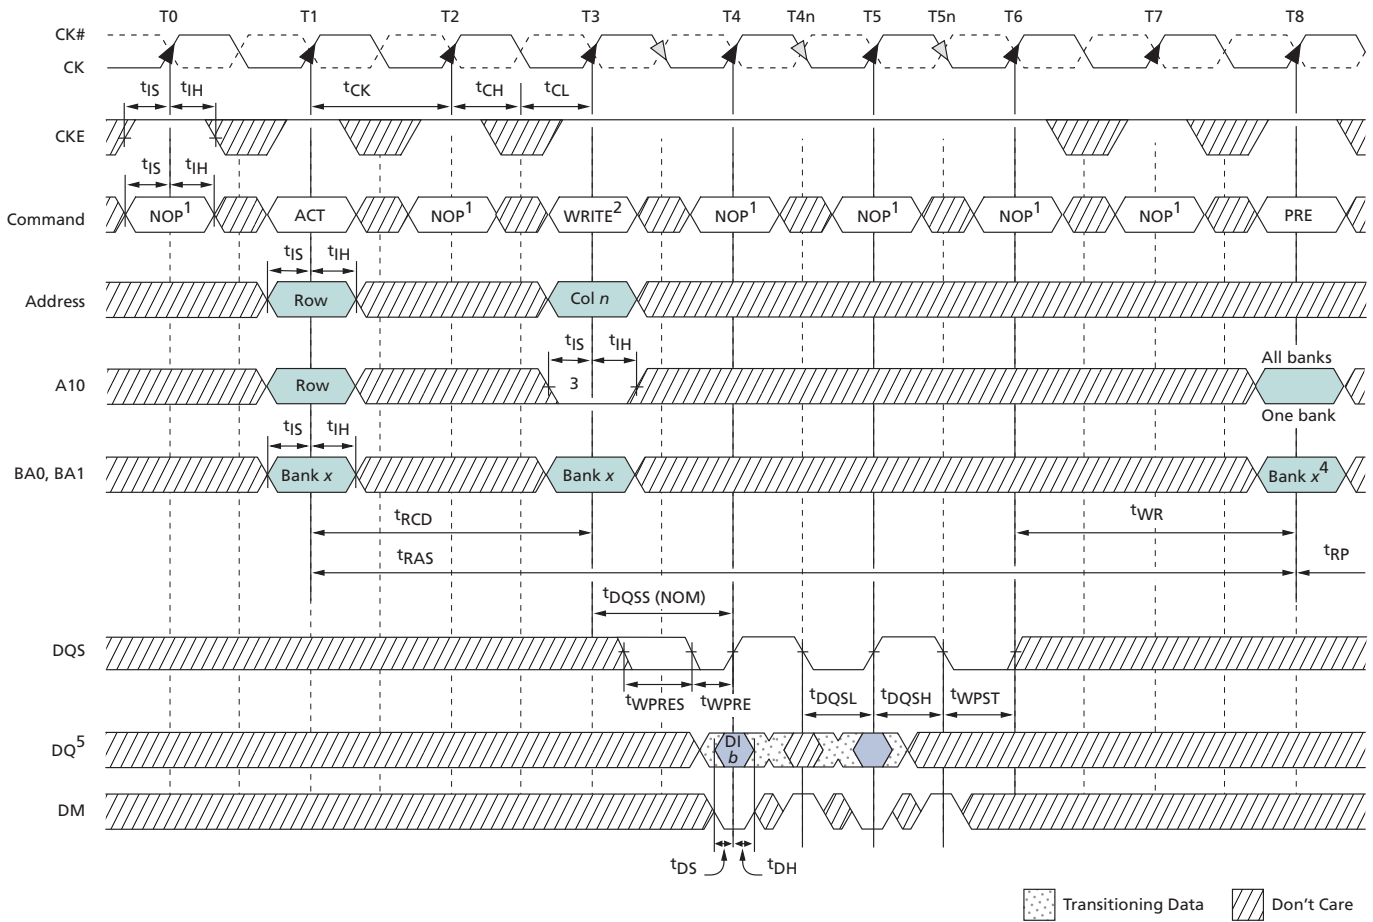 T0 T1 T2 T3 T4 T4n T5 T5n T6 T7 T8
CK#
CK
tIS tIH tCK tCH tCL
CKE
tIS tIH
Command NOP1 ACT NOP1 WRITE2 NOP1 NOP1 NOP1 NOP1 PRE
tIS tIH
Address Row Col n
tIS tIH
All banks
A10 Row 3
One bank
tIS tIH
BA0, BA1 Bank x Bank x Bank x4
tRCD tWR
tRAS tRP
tDQSS (NOM)
DQS
tWPRES tWPRE tDQSL tDQSH tWPST
DQ5 DI
b
DM
tDS tDH
Transitioning Data Don't Care